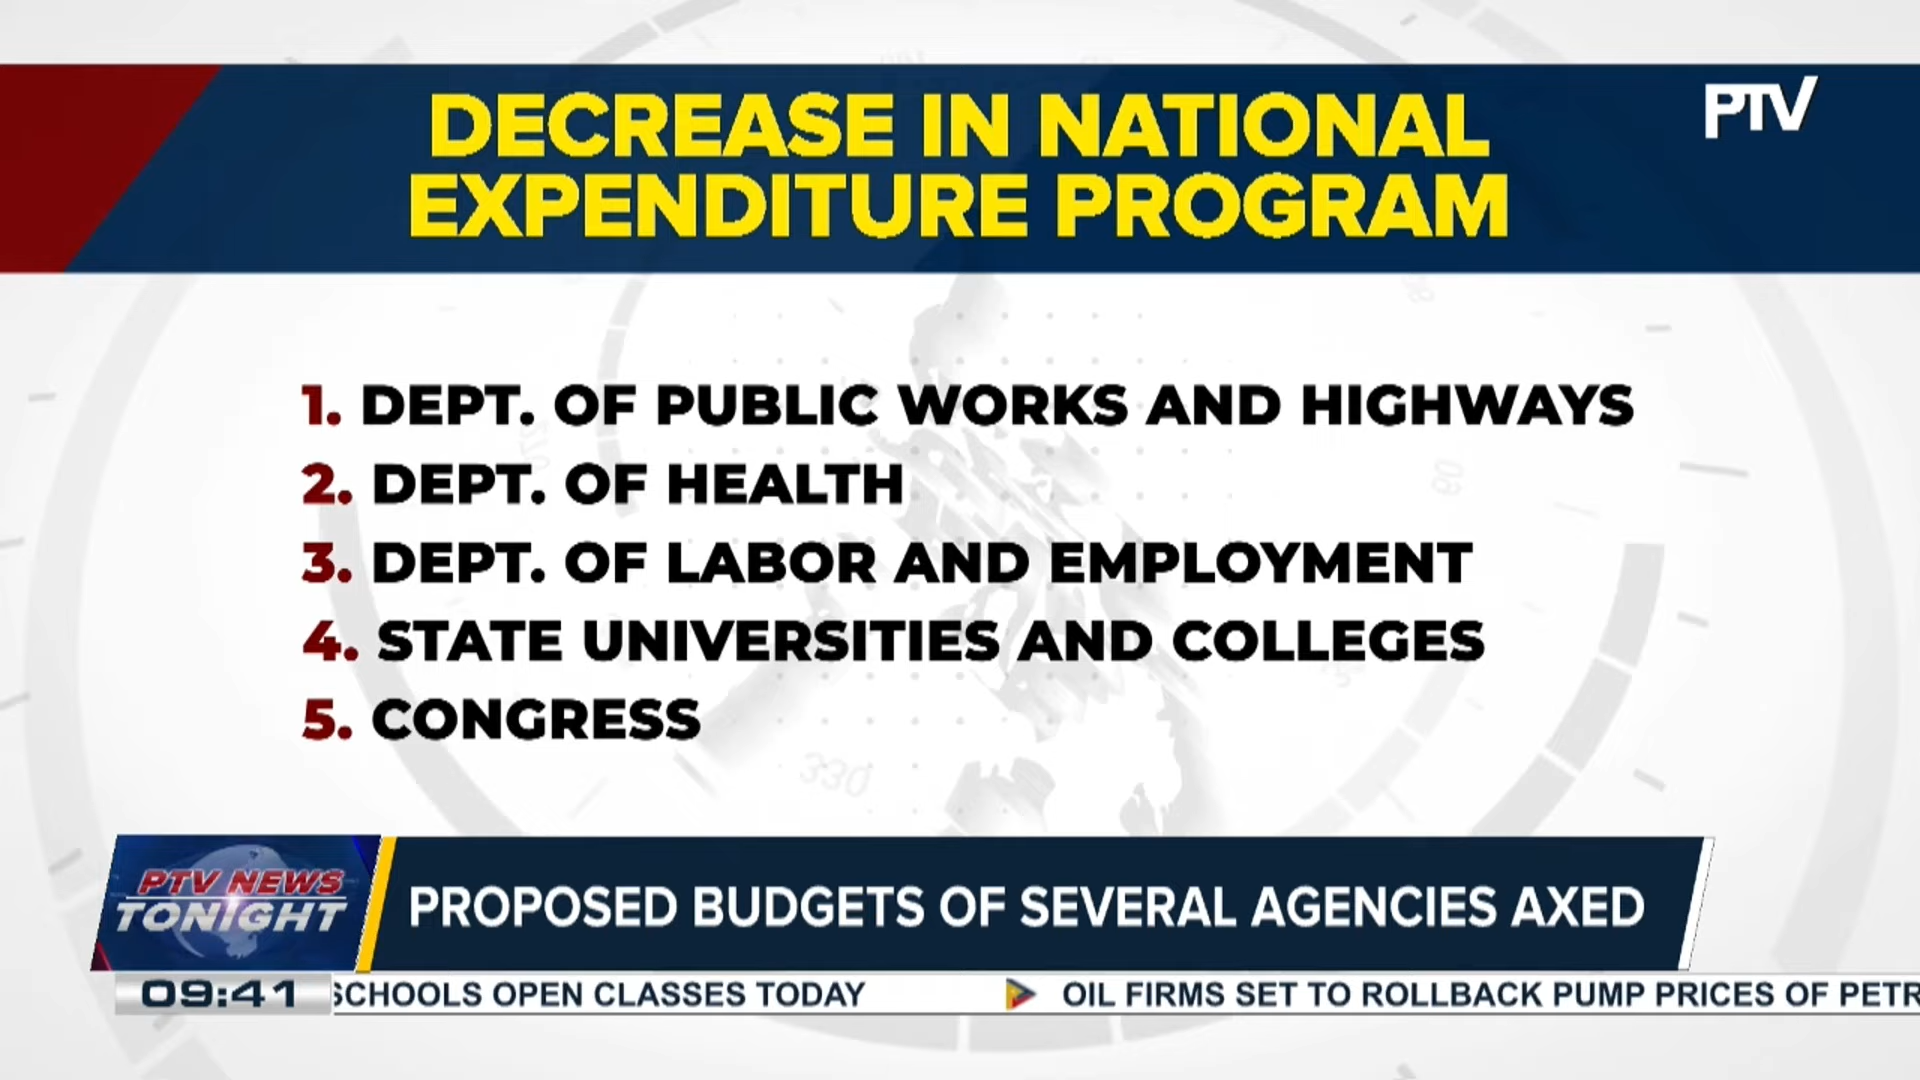 DECREASE IN NATIONAL
EXPENDITURE PROGRAM
PTV
1. DEPT. OF PUBLIC WORKS AND HIGHWAYS
2. DEPT. OF HEALTH
3. DEPT. OF LABOR AND EMPLOYMENT
4. STATE UNIVERSITIES AND COLLEGES
5. CONGRESS
330
PTV NEWS
TONIGHT
PROPOSED BUDGETS OF SEVERAL AGENCIES AXED
09:41
SCHOOLS OPEN CLASSES TODAY
OIL FIRMS SET TO ROLLBACK PUMP PRICES OF PETR